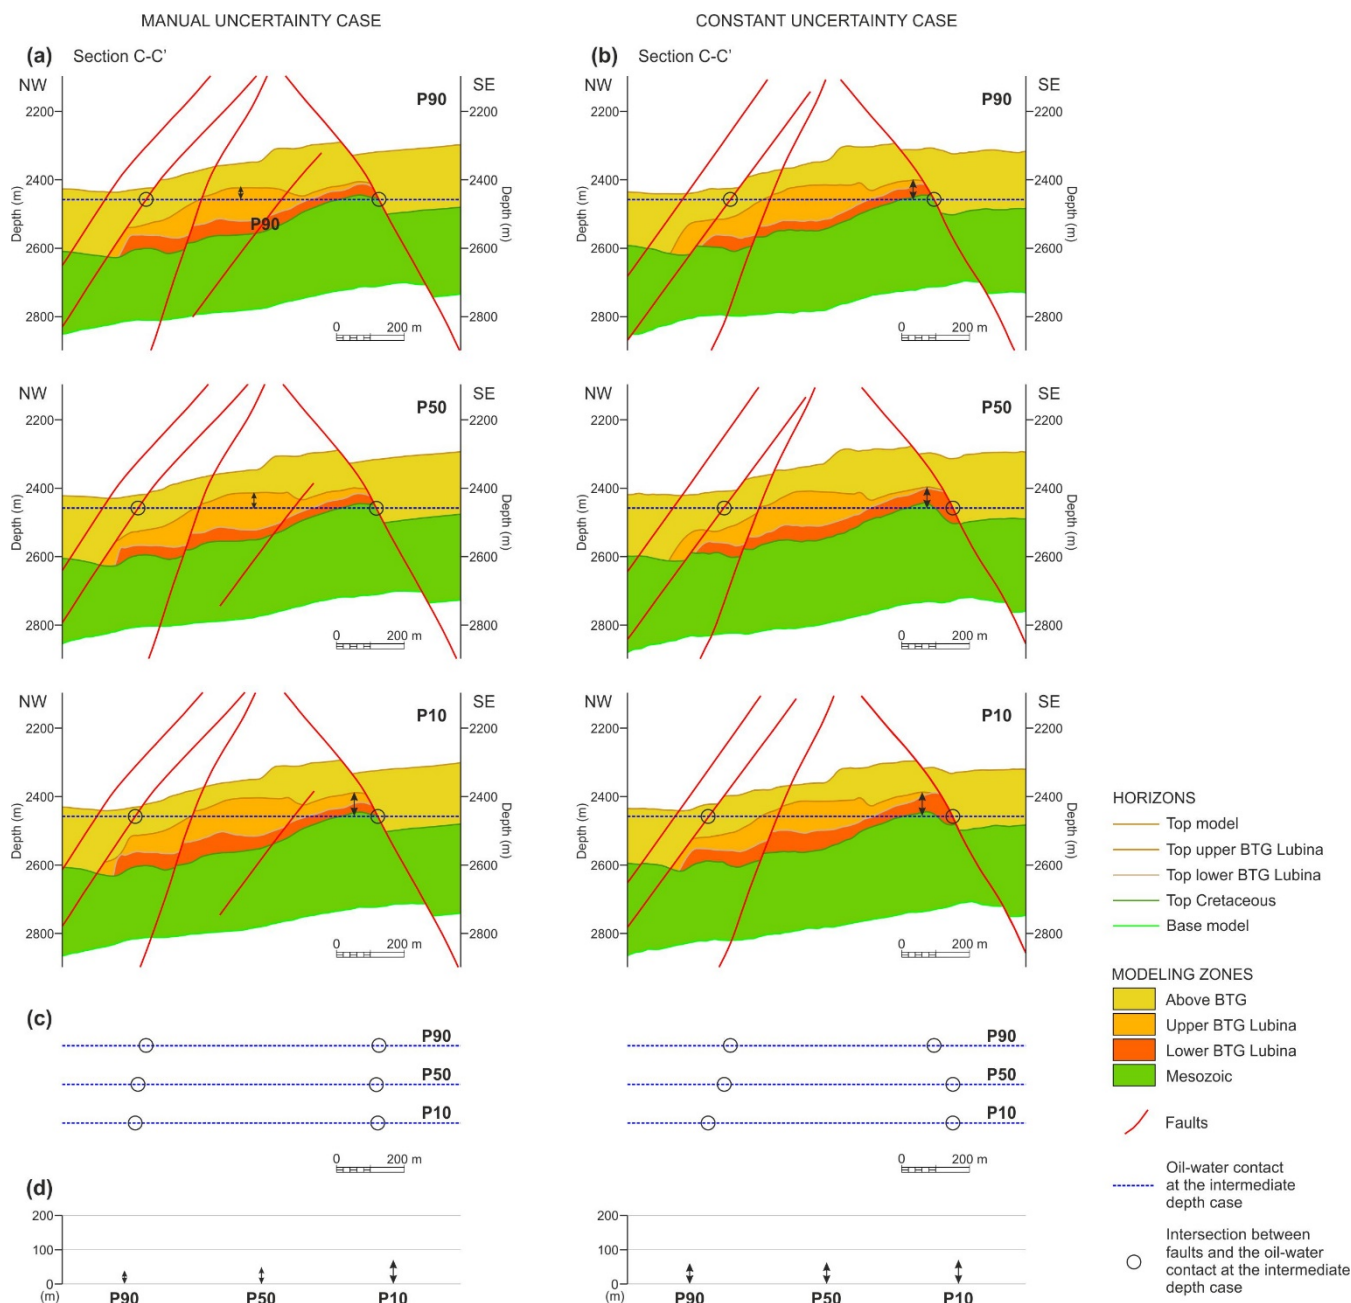 MANUAL UNCERTAINTY CASE
CONSTANT UNCERTAINTY CASE
(a) Section C-C'
NW
SE
P90
2200
2400
2600
2800
Depth (m)
P90
2200
2400
2600
2800
Depth (m)
0 200 m
(b) Section C-C'
NW
SE
P90
2200
2400
2600
2800
Depth (m)
2200
2400
2600
2800
Depth (m)
0 200 m
NW
SE
P50
2200
2400
2600
2800
Depth (m)
2200
2400
2600
2800
Depth (m)
0 200 m
NW
SE
P50
2200
2400
2600
2800
Depth (m)
2200
2400
2600
2800
Depth (m)
0 200 m
NW
SE
P10
2200
2400
2600
2800
Depth (m)
2200
2400
2600
2800
Depth (m)
0 200 m
NW
SE
P10
2200
2400
2600
2800
Depth (m)
2200
2400
2600
2800
Depth (m)
0 200 m
(c)
P90
P50
P10
0 200 m
P90
P50
P10
0 200 m
(d)
200
100
0
(m)
P90 P50 P10
200
100
0
(m)
P90 P50 P10
HORIZONS
Top model
Top upper BTG Lubina
Top lower BTG Lubina
Top Cretaceous
Base model
MODELING ZONES
Above BTG
Upper BTG Lubina
Lower BTG Lubina
Mesozoic
Faults
Oil-water contact
at the intermediate
depth case
Intersection between
faults and the oil-water
contact at the intermediate
depth case